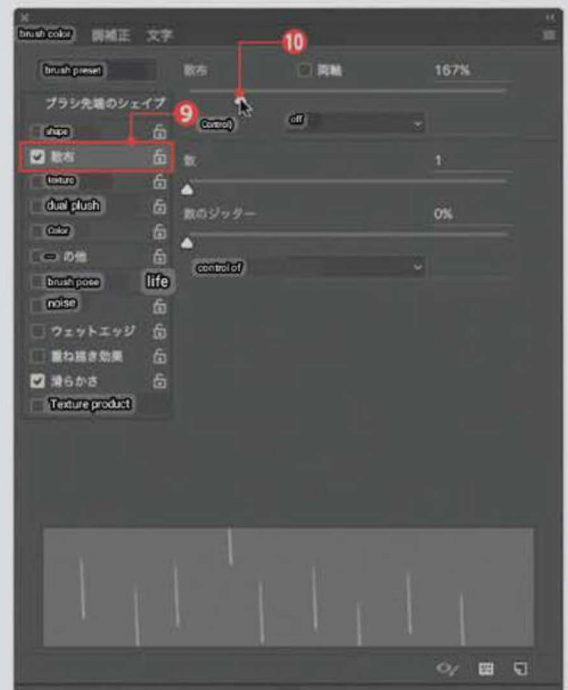 brush color 調補正 文字
brush preset 散布 両軸 167%
ブラシ先端のシェイプ
shape
Control) off
散布
数 1
texture
dual plush
数のジッター 0%
Color
の他
control of
brush pose life
noise
ウェットエッジ
重ね描き効果
滑らかさ
Texture product
9
10